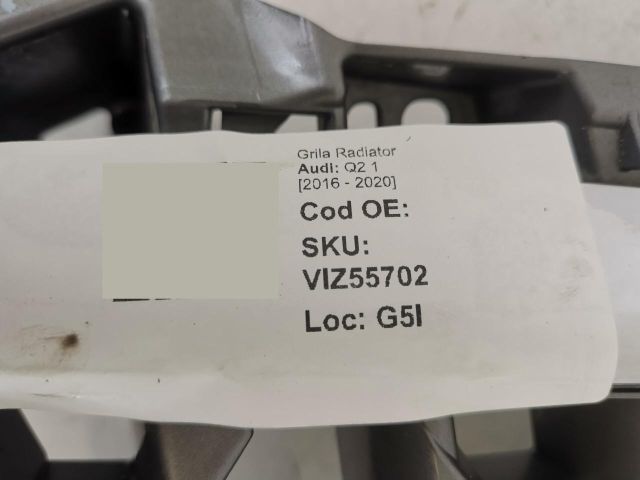 Grila Radiator
Audi: Q2 1
[2016 - 2020]
Cod OE:
SKU:
VIZ55702
Loc: G5I